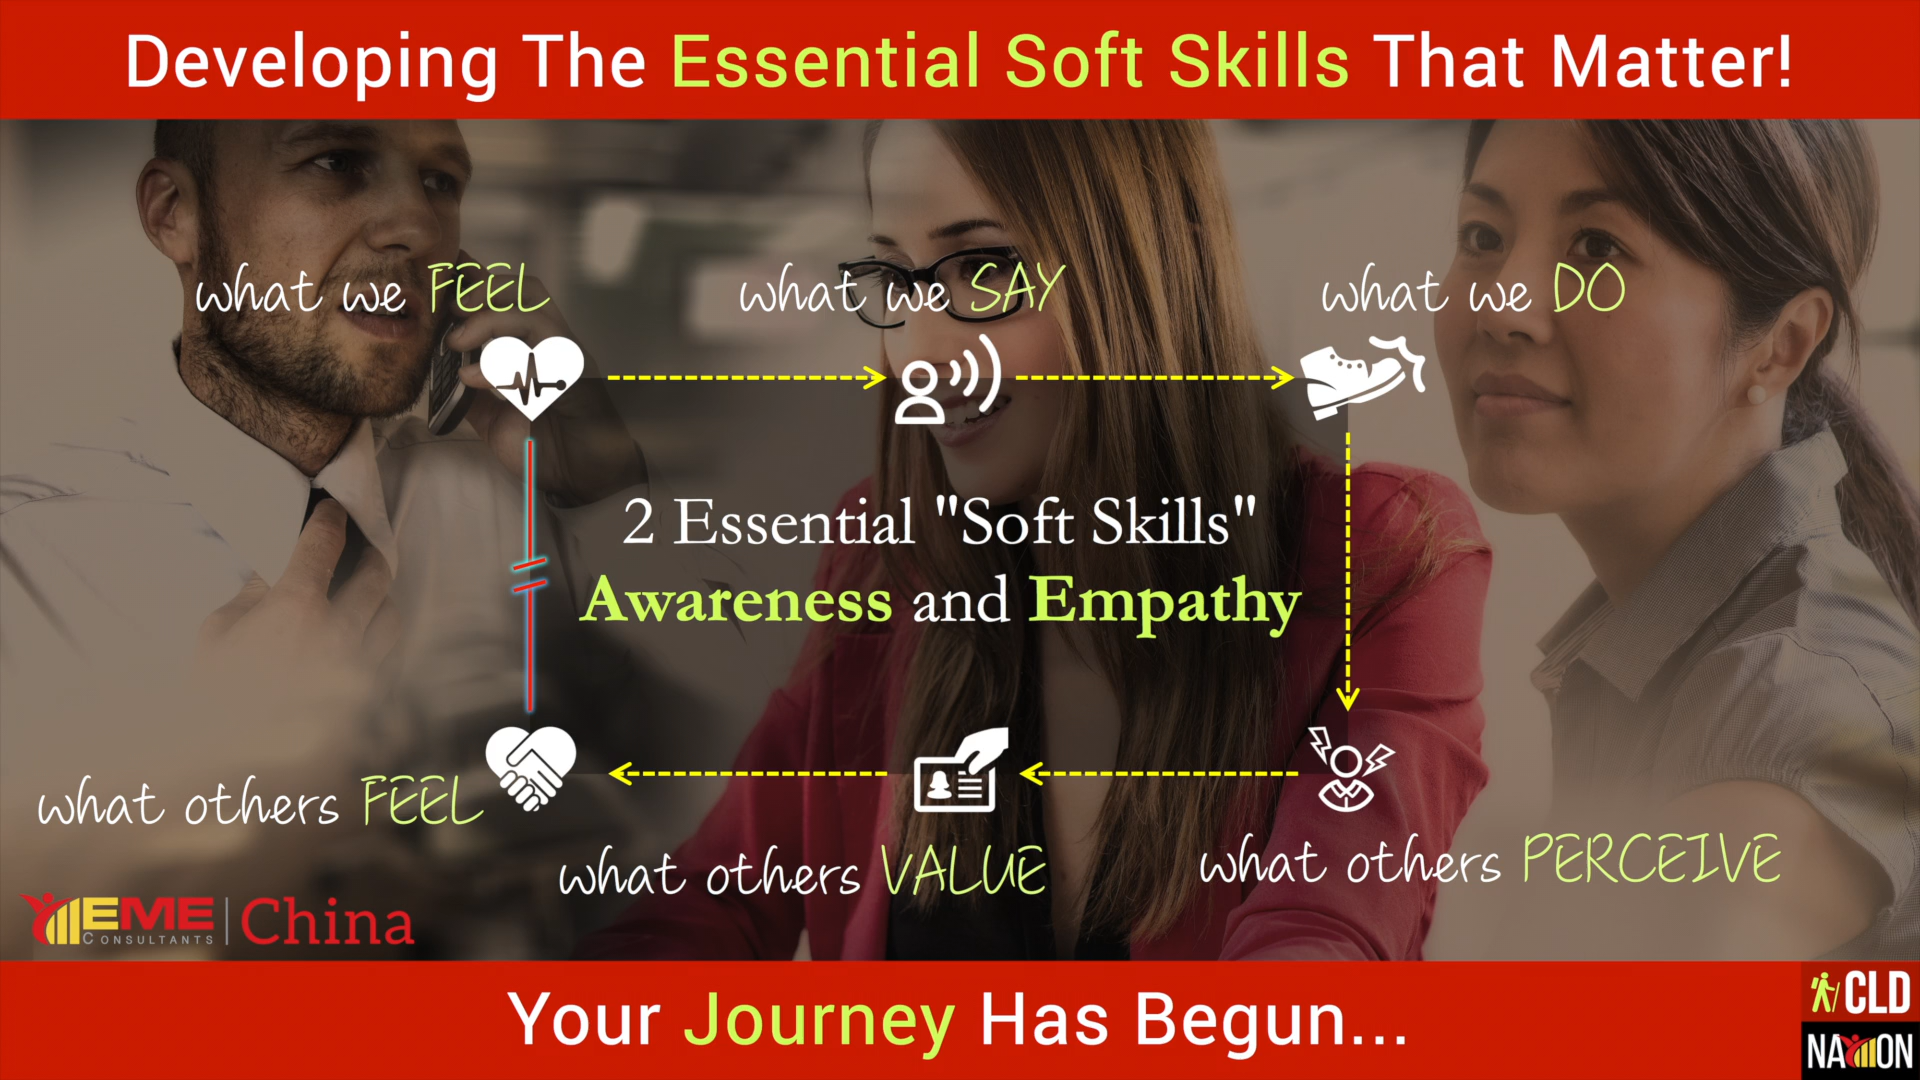 Developing The Essential Soft Skills That Matter!
what we FEEL
what we SAY
what we DO
2 Essential "Soft Skills"
Awareness and Empathy
what others FEEL
what others VALUE
what others PERCEIVE
EME | China
CONSULTANTS
Your Journey Has Begun...
CLD
NATION